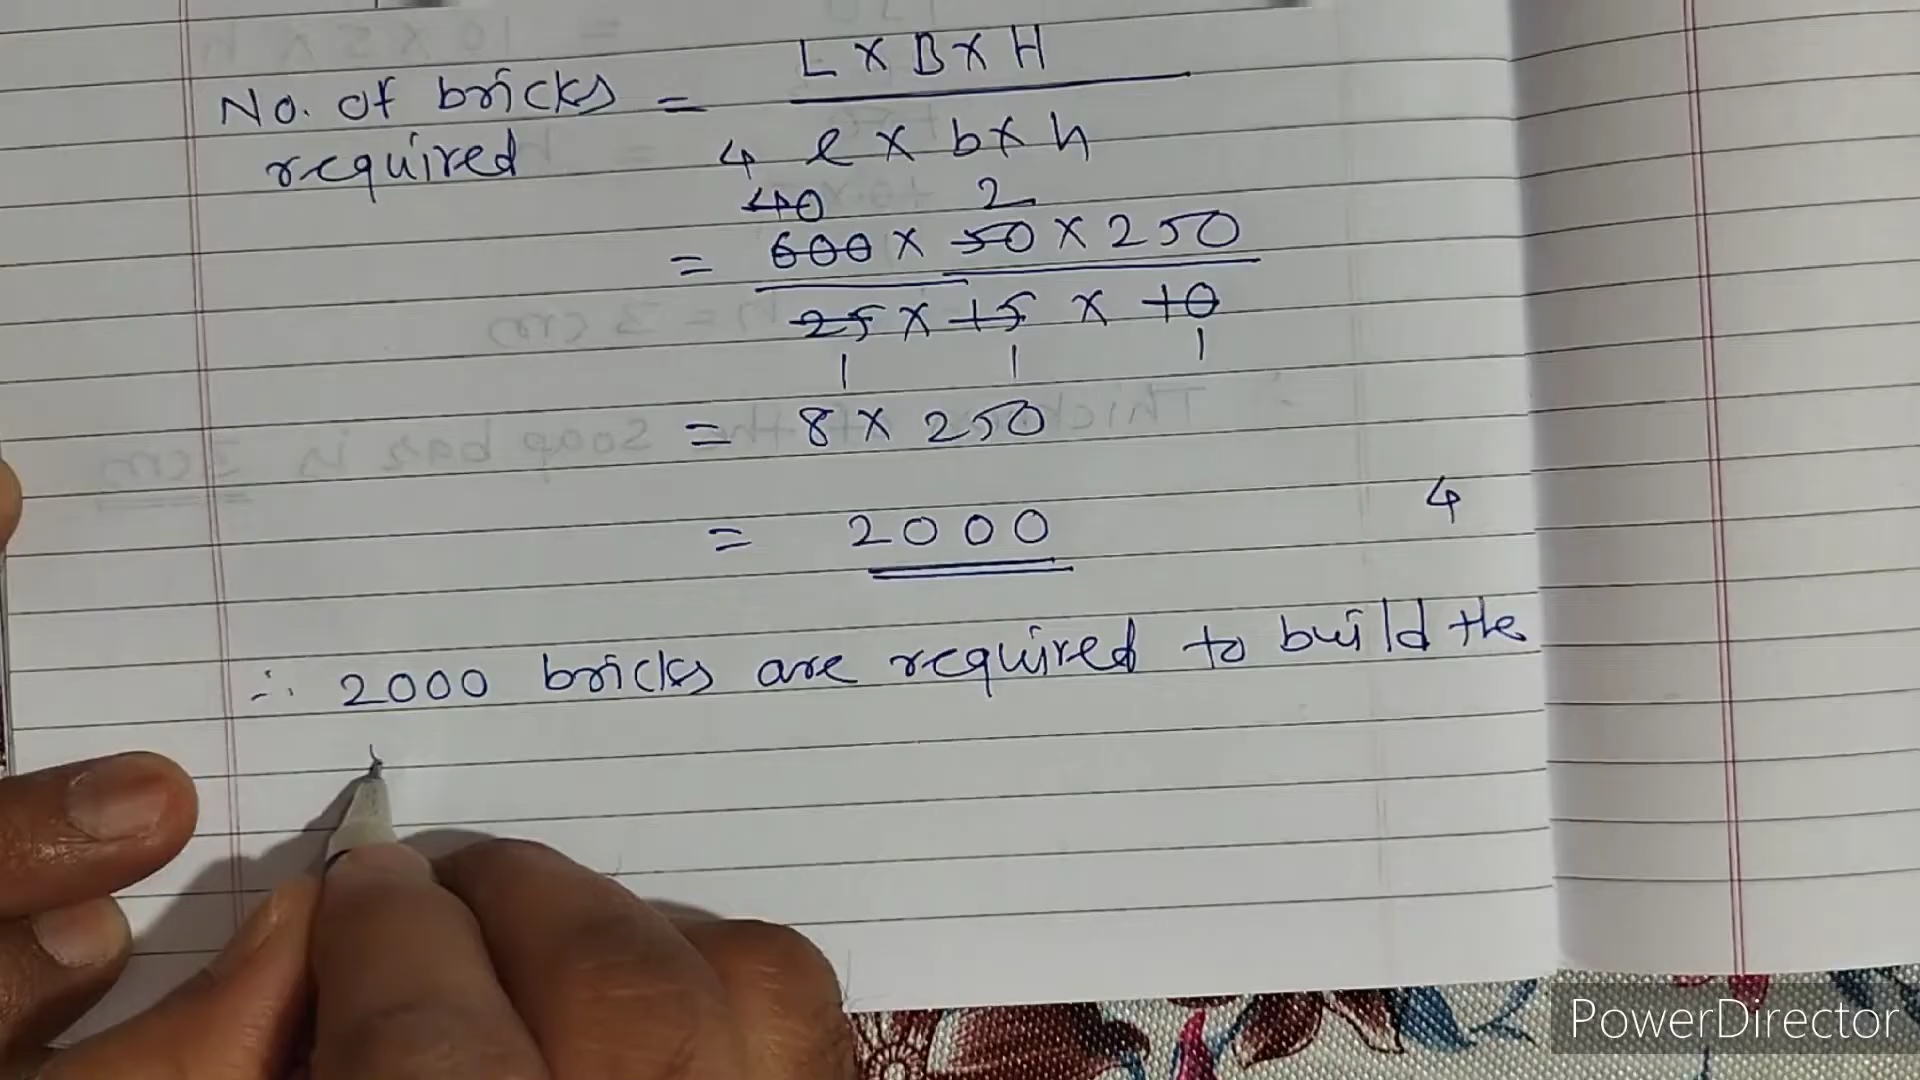 L X B X H
No. of bricks =
required
l X b X h
4
40 2
= 600 X 50 X 250
25 X 15 X 10
1 1 1
= 8 X 250
= 2000
4
∴ 2000 bricks are required to build the
PowerDirector